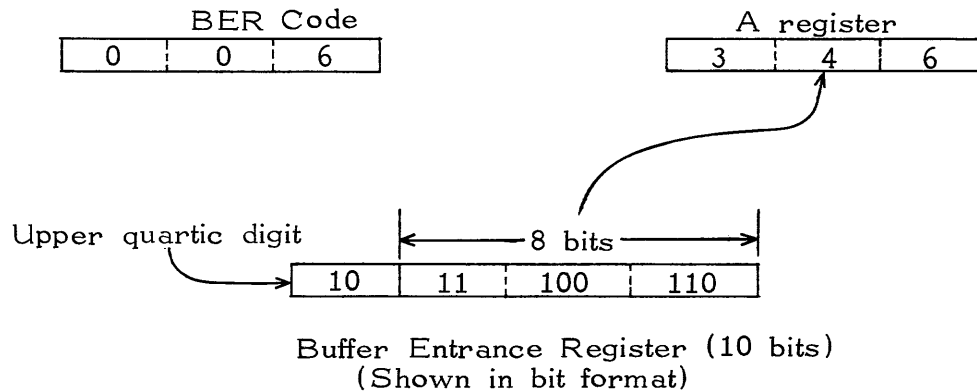 BER Code
0 0 6
A register
3 4 6
Upper quartic digit
8 bits
10 11 100 110
Buffer Entrance Register (10 bits)
(Shown in bit format)